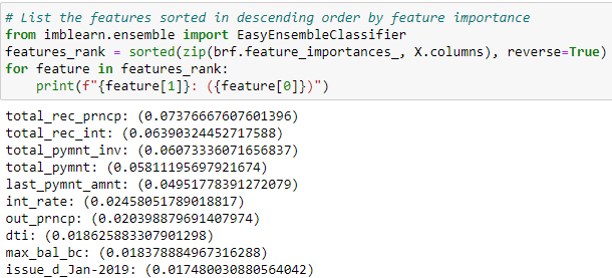 # List the features sorted in descending order by feature importance
from imblearn.ensemble import EasyEnsembleClassifier
features_rank = sorted(zip(brf.feature_importances_, X.columns), reverse=True)
for feature in features_rank:
    print(f"{feature[1]}: ({feature[0]})")
total_rec_prncp: (0.07376667607601396)
total_rec_int: (0.06390324452717588)
total_pymnt_inv: (0.06073336071656837)
total_pymnt: (0.05811195697921674)
last_pymnt_amnt: (0.04951778391272079)
int_rate: (0.02458051789018817)
out_prncp: (0.020398879691407974)
dti: (0.018625883307901298)
max_bal_bc: (0.018378884967316288)
issue_d_Jan-2019: (0.017480030880564042)